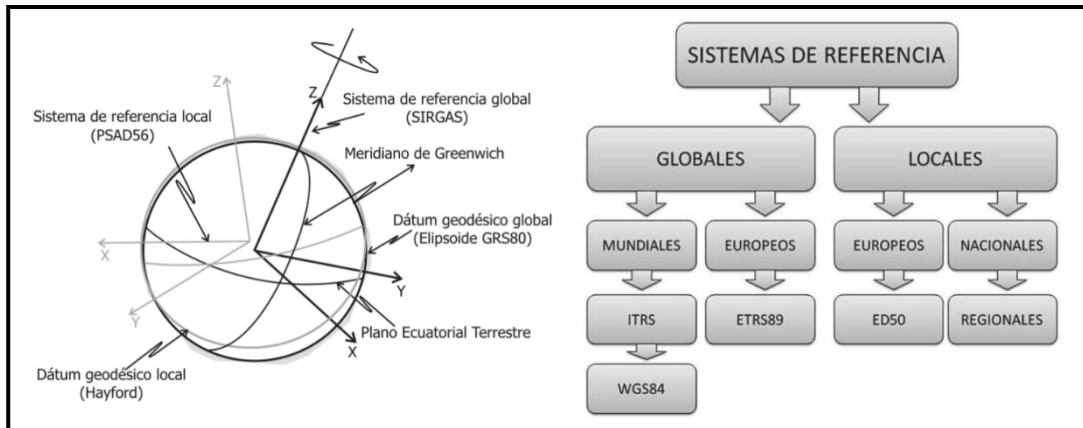 Z
Sistema de referencia local
(PSAD56)
Z
Sistema de referencia global
(SIRGAS)
Meridiano de Greenwich
Dátum geodésico global
(Elipsoide GRS80)
X
Y
Y
X
Plano Ecuatorial Terrestre
Dátum geodésico local
(Hayford)
SISTEMAS DE REFERENCIA
GLOBALES
LOCALES
MUNDIALES
EUROPEOS
EUROPEOS
NACIONALES
ITRS
ETRS89
ED50
REGIONALES
WGS84